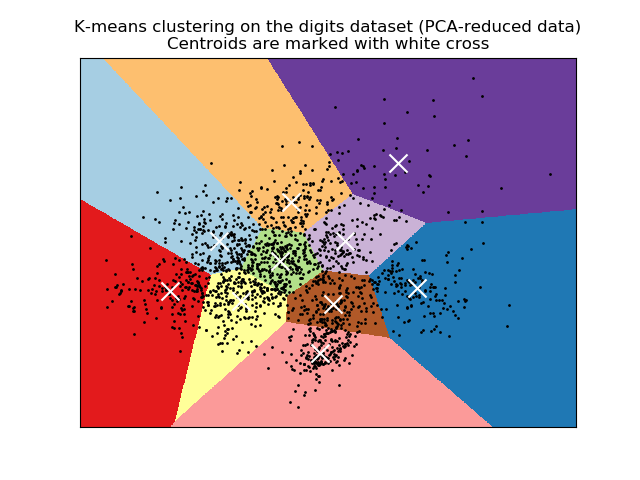 K-means clustering on the digits dataset (PCA-reduced data)
Centroids are marked with white cross